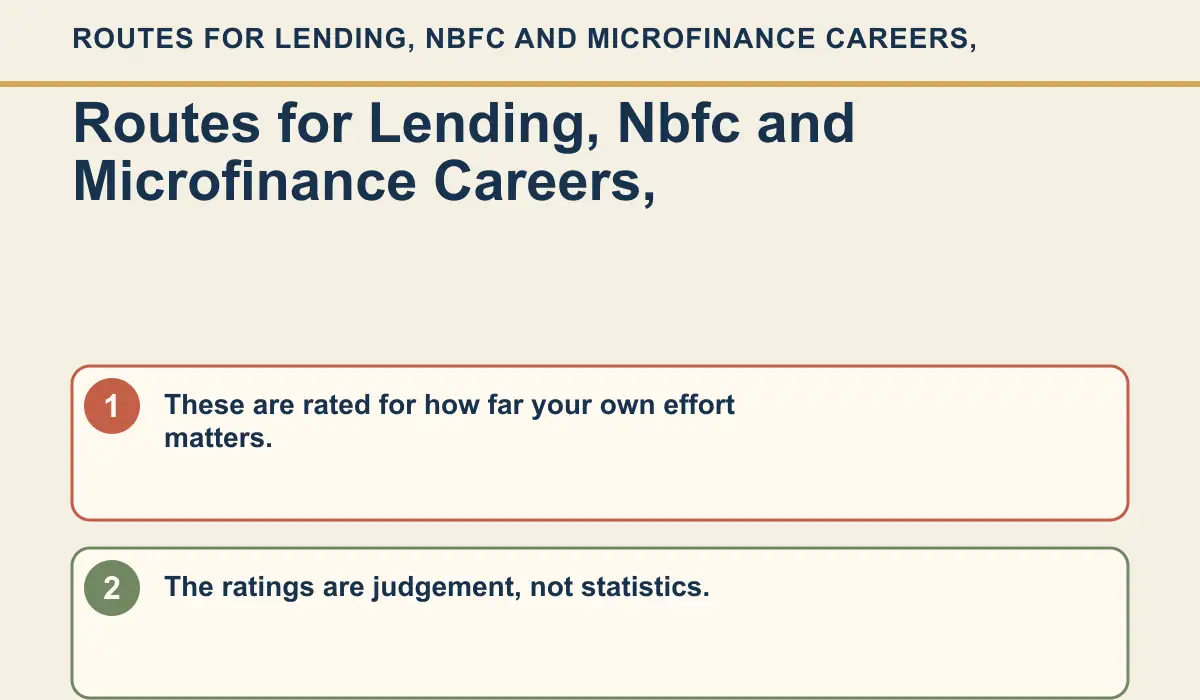 ROUTES FOR LENDING, NBFC AND MICROFINANCE CAREERS,
Routes for Lending, Nbfc and
Microfinance Careers,
1
These are rated for how far your own effort
matters.
2
The ratings are judgement, not statistics.